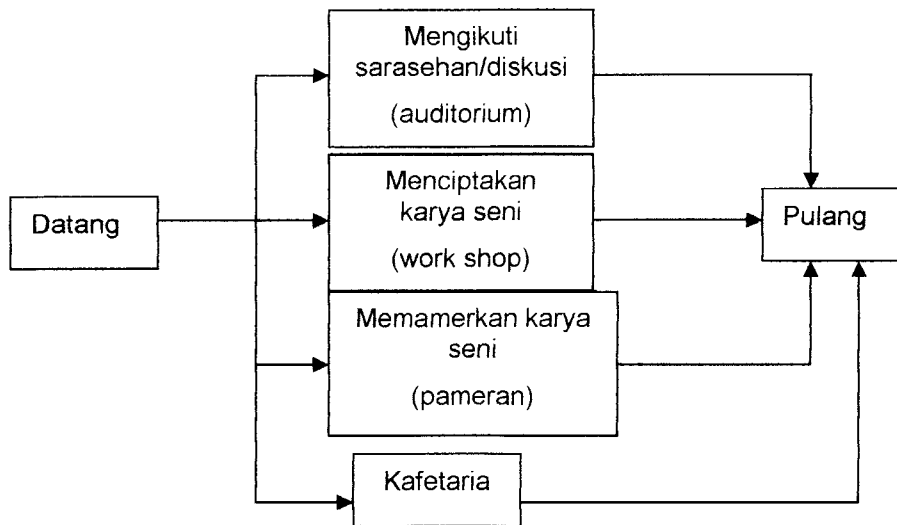 Mengikuti
sarasehan/diskusi
(auditorium)
Datang
Menciptakan
karya seni
(work shop)
Pulang
Memamerkan karya
seni
(pameran)
Kafetaria